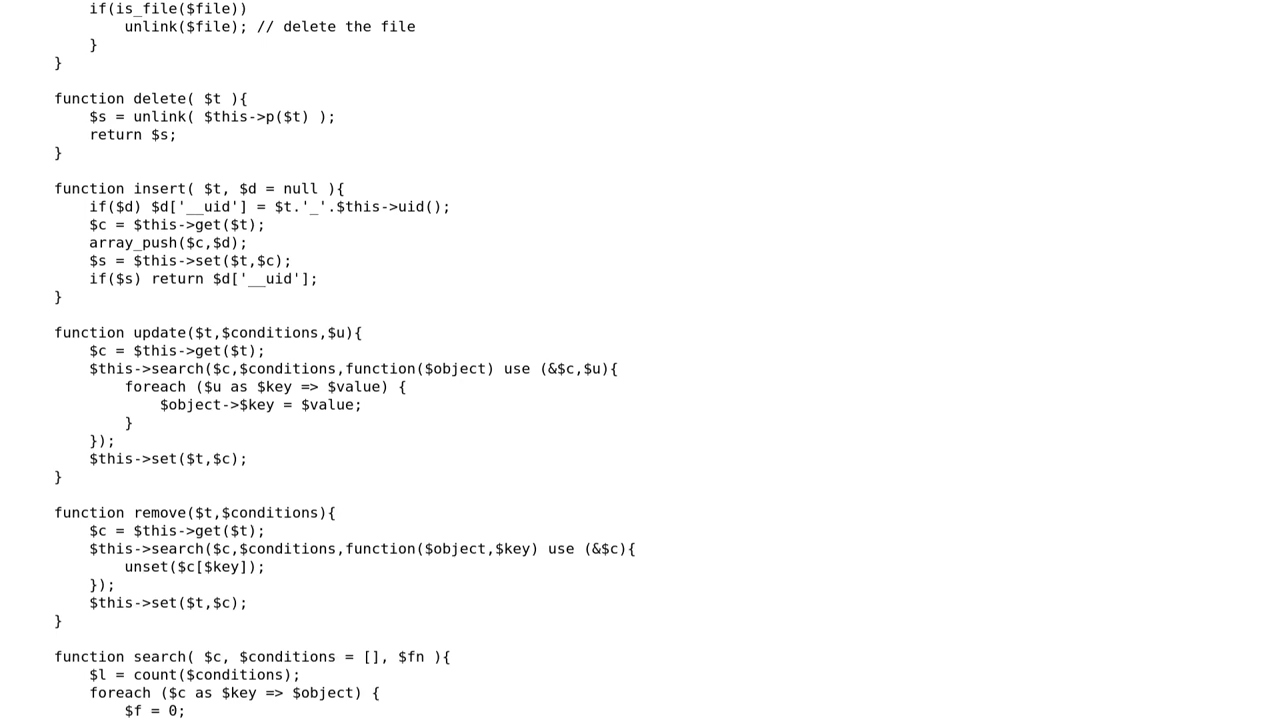 if(is_file($file))
unlink($file); // delete the file
}
}
function delete( $t ){
$s = unlink( $this->p($t) );
return $s;
}
function insert( $t, $d = null ){
if($d) $d['__uid'] = $t.'_'.$this->uid();
$c = $this->get($t);
array_push($c,$d);
$s = $this->set($t,$c);
if($s) return $d['__uid'];
}
function update($t,$conditions,$u){
$c = $this->get($t);
$this->search($c,$conditions,function($object) use (&$c,$u){
foreach ($u as $key => $value) {
$object->$key = $value;
}
});
$this->set($t,$c);
}
function remove($t,$conditions){
$c = $this->get($t);
$this->search($c,$conditions,function($object,$key) use (&$c){
unset($c[$key]);
});
$this->set($t,$c);
}
function search( $c, $conditions = [], $fn ){
$l = count($conditions);
foreach ($c as $key => $object) {
$f = 0;